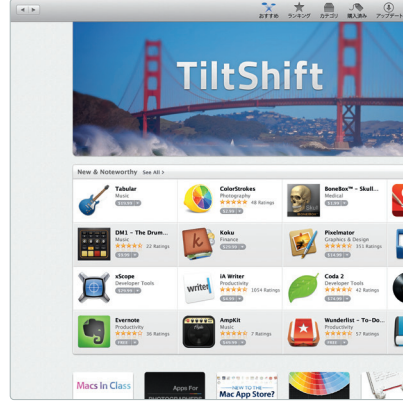 おすすめ ランキング カテゴリ 購入済み アップデート
TiltShift
New & Noteworthy See All >
Tabular
Music
ColorStrokes
Photography
48 Ratings
BoneBox™ – Skull...
Medical
DM1 – The Drum...
Music
22 Ratings
Koku
Finance
Pixelmator
Graphics & Design
351 Ratings
xScope
Developer Tools
writer
iA Writer
Productivity
1054 Ratings
Coda 2
Developer Tools
42 Ratings
Evernote
Productivity
36 Ratings
FREE
AmpKit
Music
7 Ratings
Wunderlist – To-Do...
Productivity
57 Ratings
FREE
Macs In Class
Apps For
PHOTOGRAPHERS
NEW TO THE
Mac App Store?